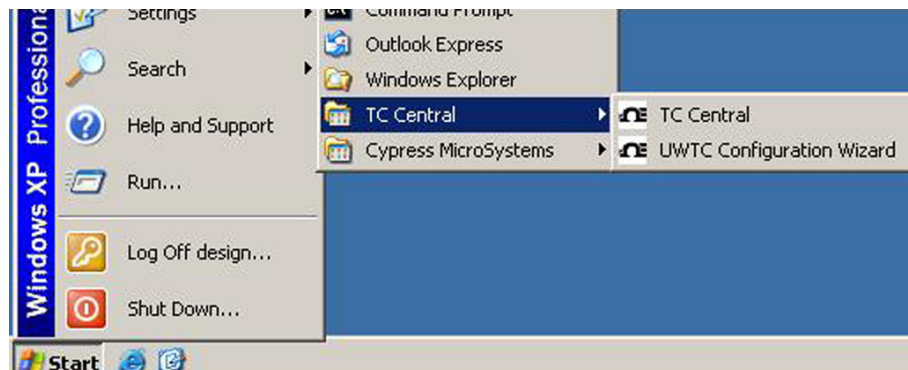 Windows XP Professiona
Settings
Search
Help and Support
Run...
Log Off design...
Shut Down...
Command Prompt
Outlook Express
Windows Explorer
TC Central
Cypress MicroSystems
TC Central
UWTC Configuration Wizard
Start